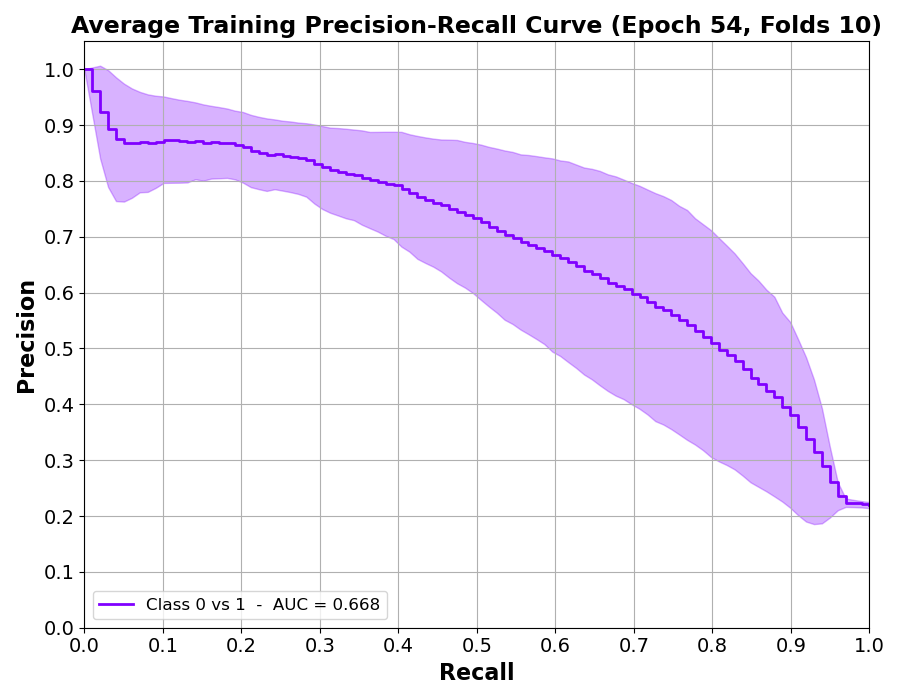 Average Training Precision-Recall Curve (Epoch 54, Folds 10)
1.0
0.9
0.8
0.7
0.6
0.5
0.4
0.3
0.2
0.1
0.0
Precision
Class 0 vs 1 - AUC = 0.668
0.0 0.1 0.2 0.3 0.4 0.5 0.6 0.7 0.8 0.9 1.0
Recall